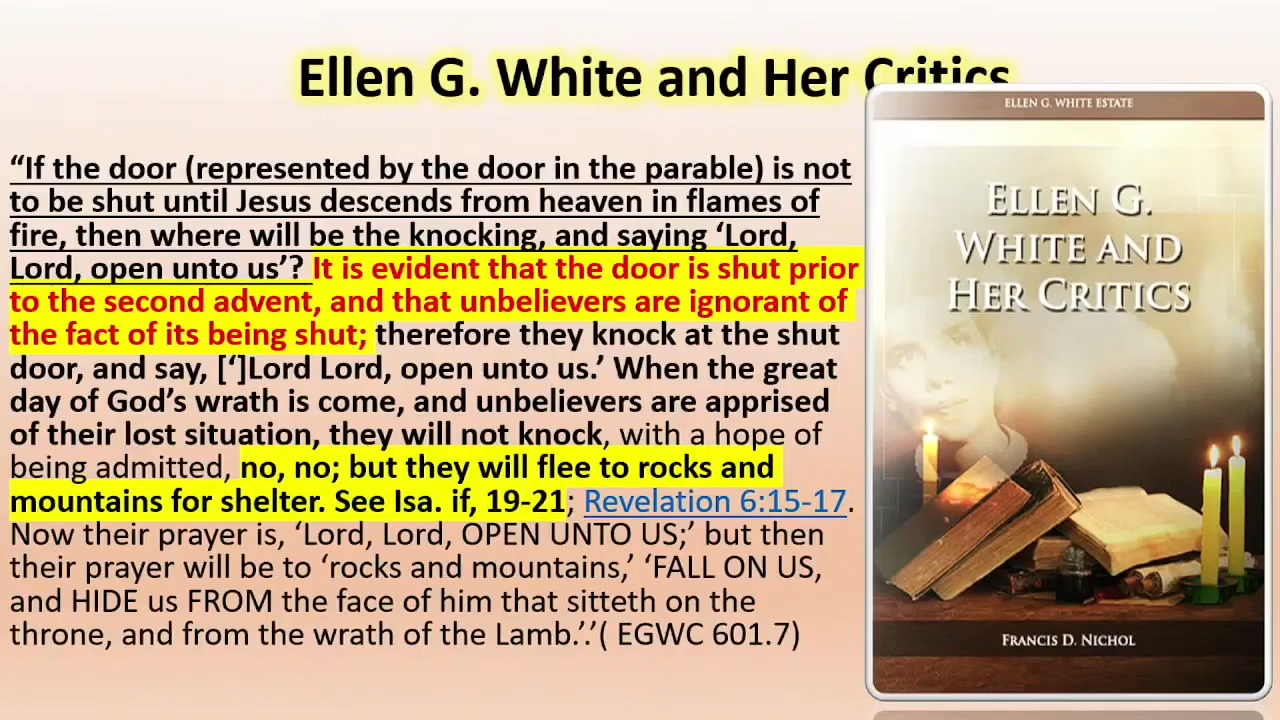 Ellen G. White and Her Critics
“If the door (represented by the door in the parable) is not
to be shut until Jesus descends from heaven in flames of
fire, then where will be the knocking, and saying ‘Lord,
Lord, open unto us’? It is evident that the door is shut prior
to the second advent, and that unbelievers are ignorant of
the fact of its being shut; therefore they knock at the shut
door, and say, [‘]Lord Lord, open unto us.’ When the great
day of God’s wrath is come, and unbelievers are apprised
of their lost situation, they will not knock, with a hope of
being admitted, no, no; but they will flee to rocks and
mountains for shelter. See Isa. if, 19-21; Revelation 6:15-17.
Now their prayer is, ‘Lord, Lord, OPEN UNTO US;’ but then
their prayer will be to ‘rocks and mountains,’ ‘FALL ON US,
and HIDE us FROM the face of him that sitteth on the
throne, and from the wrath of the Lamb.’.’( EGWC 601.7)
ELLEN G. WHITE ESTATE
ELLEN G.
WHITE AND
HER CRITICS
FRANCIS D. NICHOL